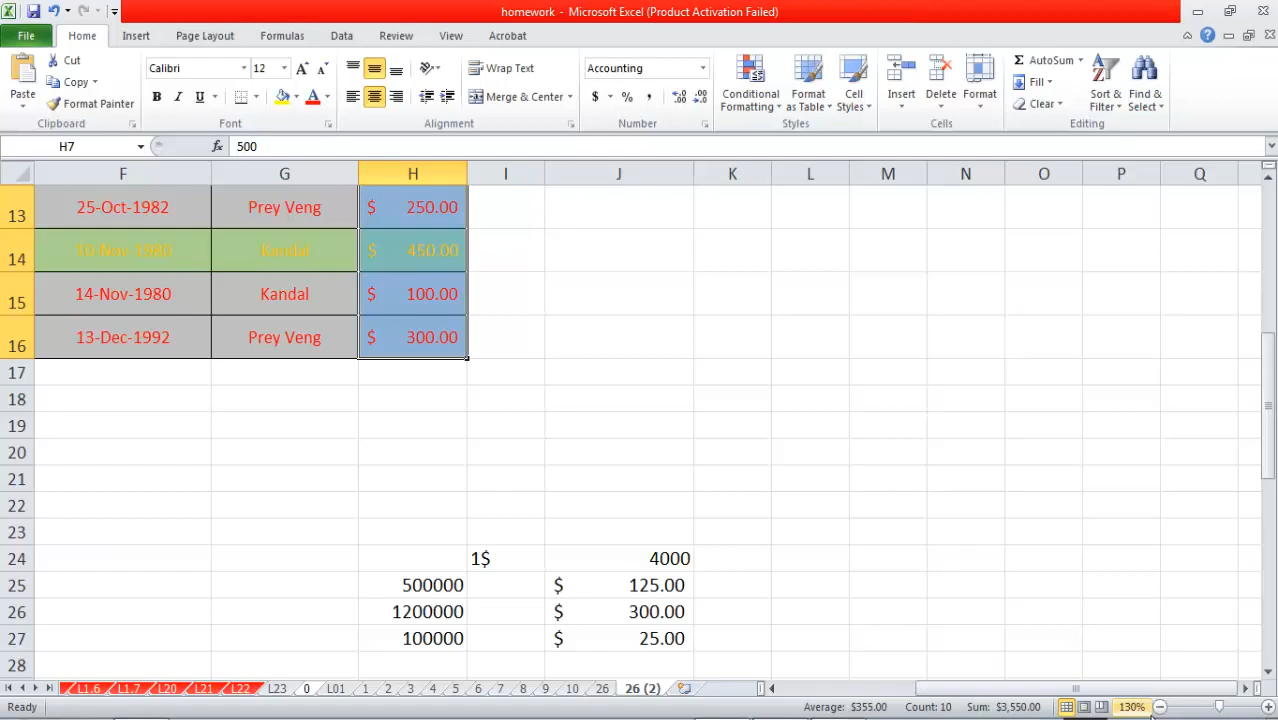 homework - Microsoft Excel (Product Activation Failed)
File Home Insert Page Layout Formulas Data Review View Acrobat
Paste
Cut
Copy
Format Painter
Clipboard
Calibri 12
B I U
Font
Wrap Text
Merge & Center
Alignment
Accounting
$ % ,
Number
Conditional Formatting
Format as Table
Cell Styles
Styles
Insert Delete Format
Cells
Σ AutoSum
Fill
Clear
Sort & Filter
Find & Select
Editing
H7 fx 500
F G H I J K L M N O P Q
13 25-Oct-1982 Prey Veng $ 250.00
14 10-Nov-1980 Kandal $ 450.00
15 14-Nov-1980 Kandal $ 100.00
16 13-Dec-1992 Prey Veng $ 300.00
17
18
19
20
21
22
23
24 1$ 4000
25 500000 $ 125.00
26 1200000 $ 300.00
27 100000 $ 25.00
28
L1.6 L1.7 L20 L21 L22 L23 0 L01 1 2 3 4 5 6 7 8 9 10 26 26 (2)
Ready Average: $355.00 Count: 10 Sum: $3,550.00 130%